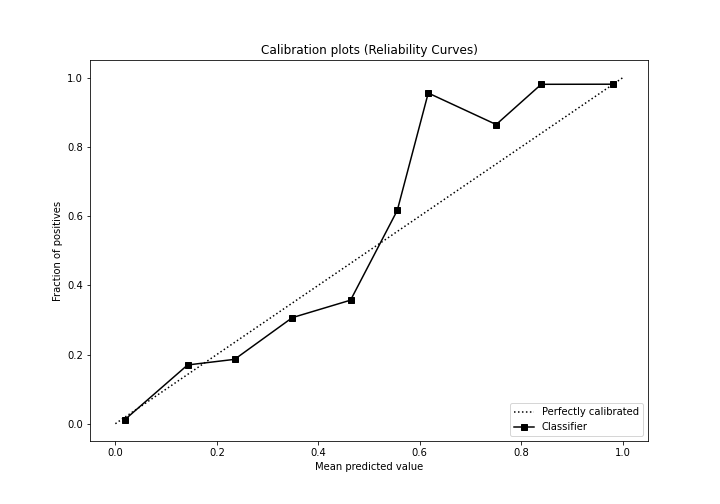 Calibration plots (Reliability Curves)
1.0
0.8
0.6
0.4
0.2
0.0
Fraction of positives
0.0 0.2 0.4 0.6 0.8 1.0
Mean predicted value
Perfectly calibrated
Classifier